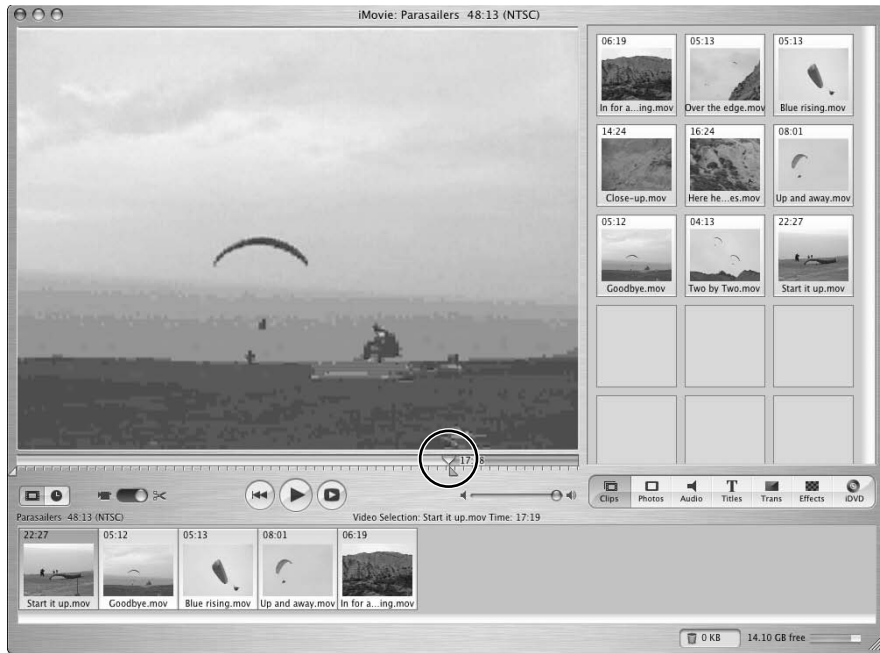 iMovie: Parasailers 48:13 (NTSC)
06:19 05:13 05:13
In for a...ing.mov Over the edge.mov Blue rising.mov
14:24 16:24 08:01
Close-up.mov Here he...es.mov Up and away.mov
05:12 04:13 22:27
Goodbye.mov Two by Two.mov Start it up.mov
Clips Photos Audio Titles Trans Effects iDVD
Parasailers 48:13 (NTSC) Video Selection: Start it up.mov Time: 17:19
22:27 05:12 05:13 08:01 06:19
Start it up.mov Goodbye.mov Blue rising.mov Up and away.mov In for a...ing.mov
0 KB 14.10 GB free